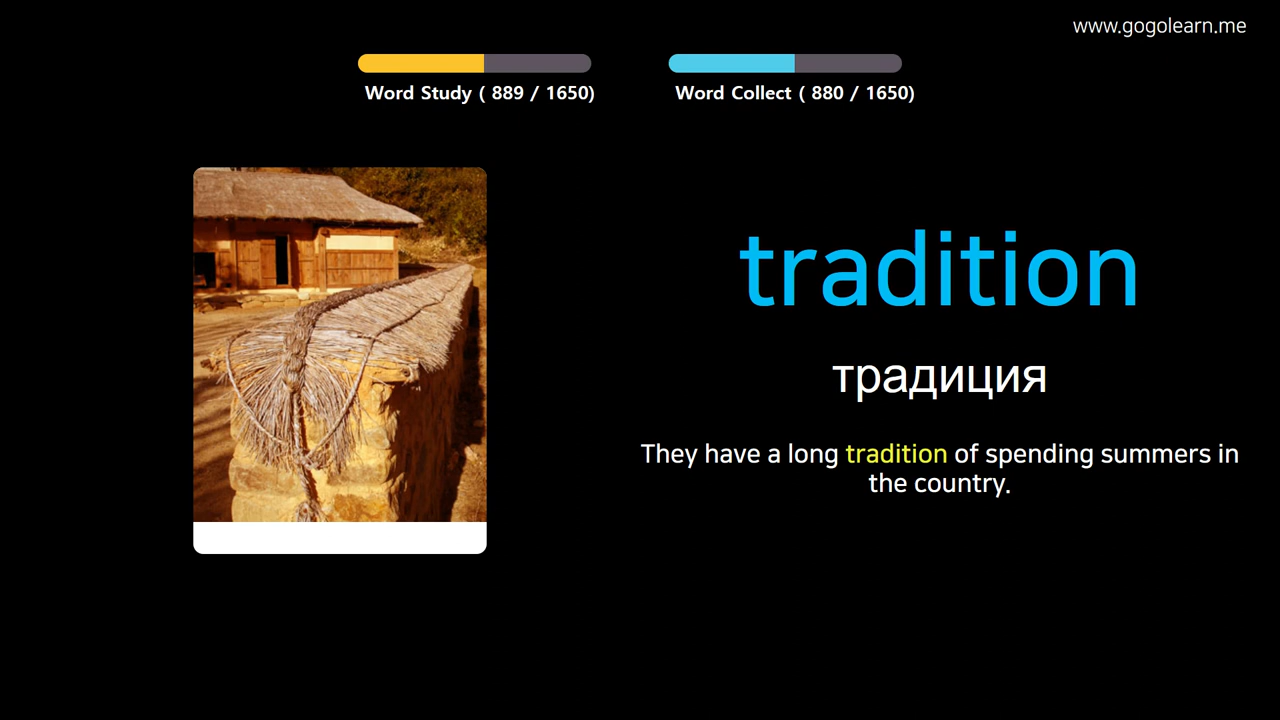 www.gogolearn.me
Word Study ( 889 / 1650)
Word Collect ( 880 / 1650)
tradition
традиция
They have a long tradition of spending summers in
the country.